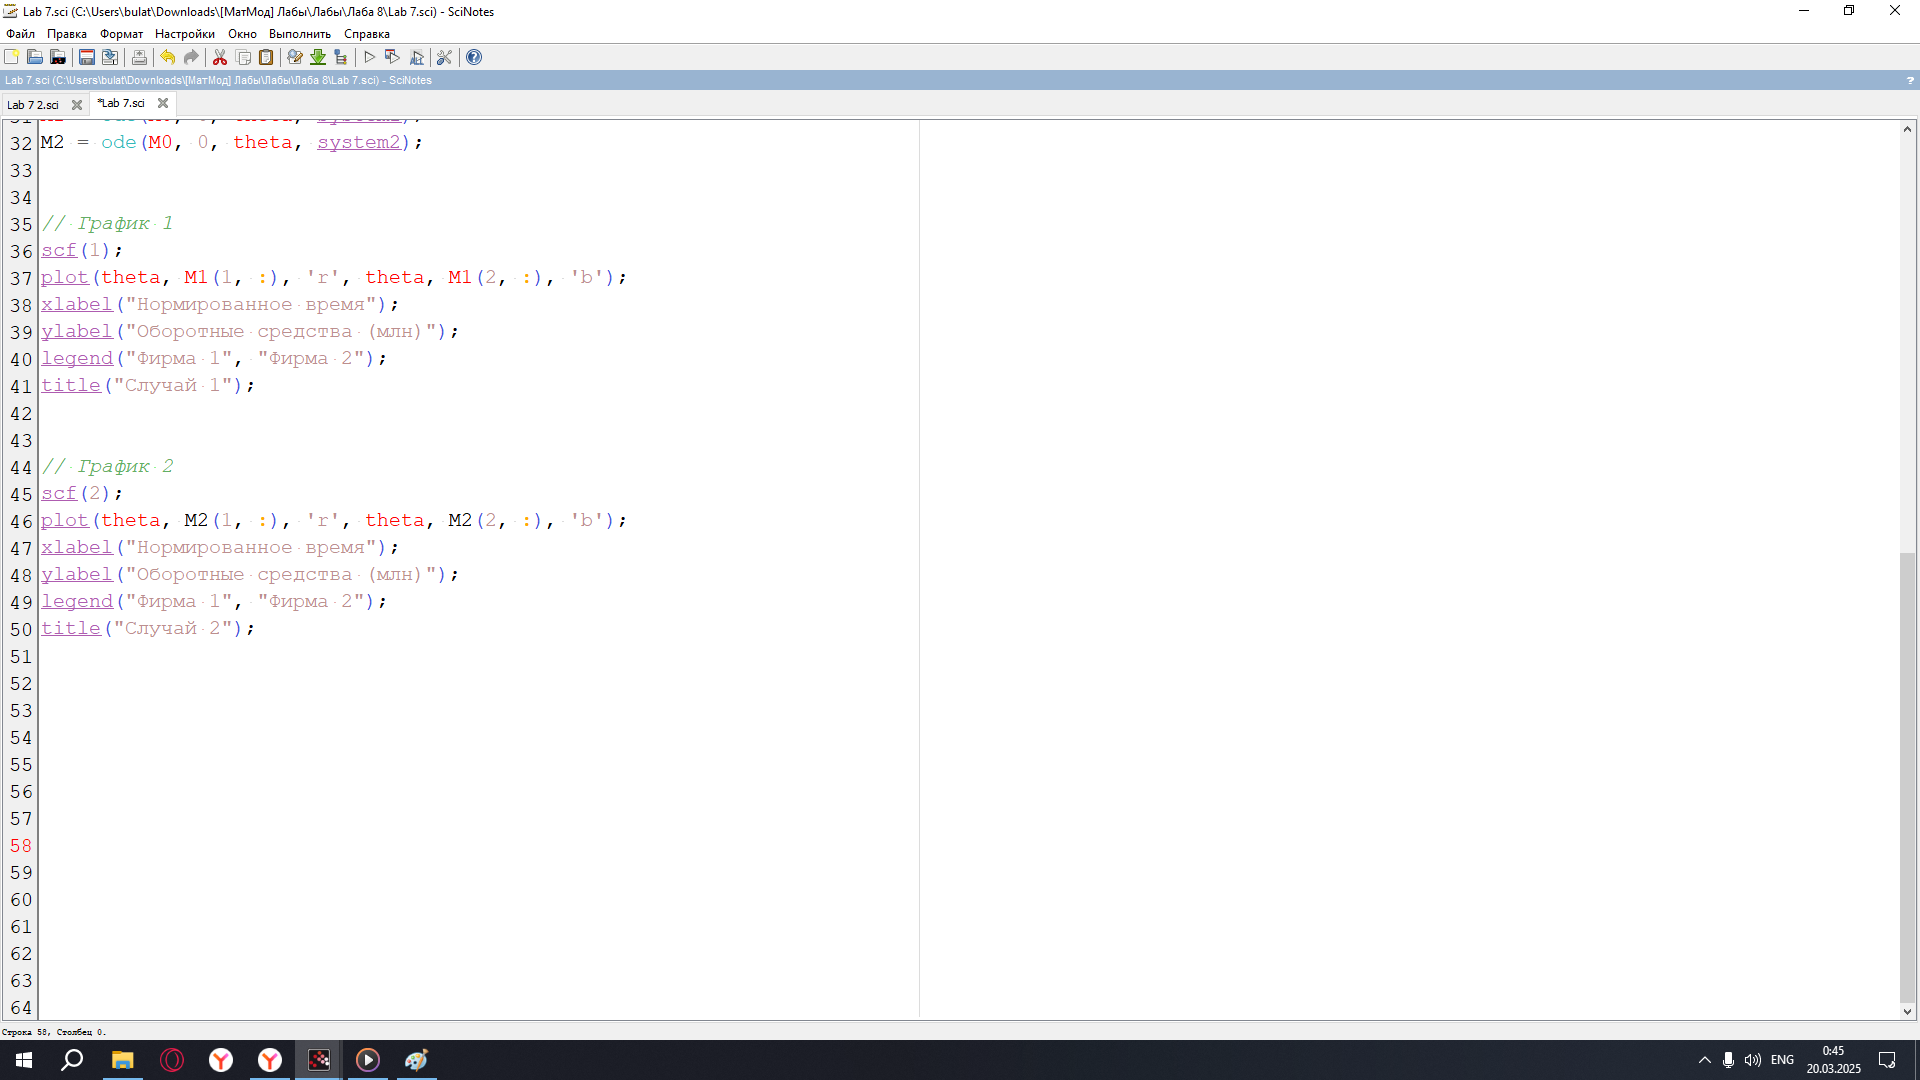 Lab 7.sci (C:\Users\bulat\Downloads\[МатМод] Лабы\Лабы\Лаба 8\Lab 7.sci) - SciNotes
Файл Правка Формат Настройки Окно Выполнить Справка
Lab 7.sci (C:\Users\bulat\Downloads\[МатМод] Лабы\Лабы\Лаба 8\Lab 7.sci) - SciNotes ?
Lab 7 2.sci *Lab 7.sci
32 M2 = ode(M0, 0, theta, system2);
33
34
35 // График 1
36 scf(1);
37 plot(theta, M1(1, :), 'r', theta, M1(2, :), 'b');
38 xlabel("Нормированное время");
39 ylabel("Оборотные средства (млн)");
40 legend("Фирма 1", "Фирма 2");
41 title("Случай 1");
42
43
44 // График 2
45 scf(2);
46 plot(theta, M2(1, :), 'r', theta, M2(2, :), 'b');
47 xlabel("Нормированное время");
48 ylabel("Оборотные средства (млн)");
49 legend("Фирма 1", "Фирма 2");
50 title("Случай 2");
51
52
53
54
55
56
57
58
59
60
61
62
63
64
Строка 58, Столбец 0.
ENG
0:45
20.03.2025